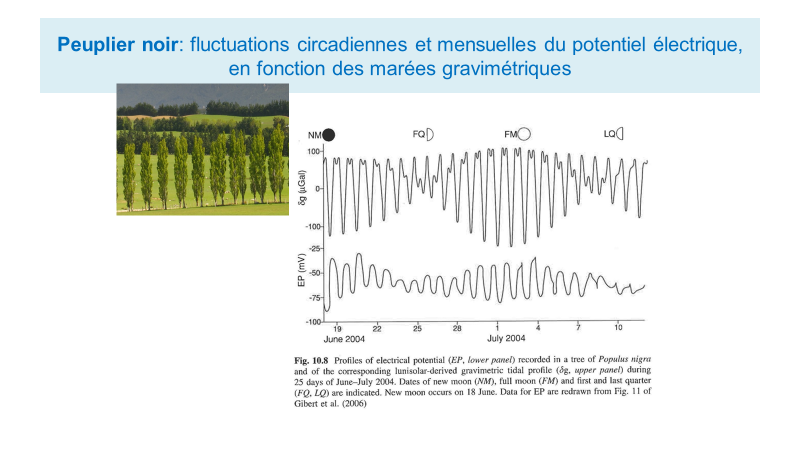 Peuplier noir: fluctuations circadiennes et mensuelles du potentiel électrique,
en fonction des marées gravimétriques
NM FQ FM LQ
100
0
-100
δg (μGal)
-25
-50
-75
-100
EP (mV)
19 22 25 28 1 4 7 10
June 2004 July 2004
Fig. 10.8 Profiles of electrical potential (EP, lower panel) recorded in a tree of Populus nigra
and of the corresponding lunisolar-derived gravimetric tidal profile (δg, upper panel) during
25 days of June–July 2004. Dates of new moon (NM), full moon (FM) and first and last quarter
(FQ, LQ) are indicated. New moon occurs on 18 June. Data for EP are redrawn from Fig. 11 of
Gibert et al. (2006)